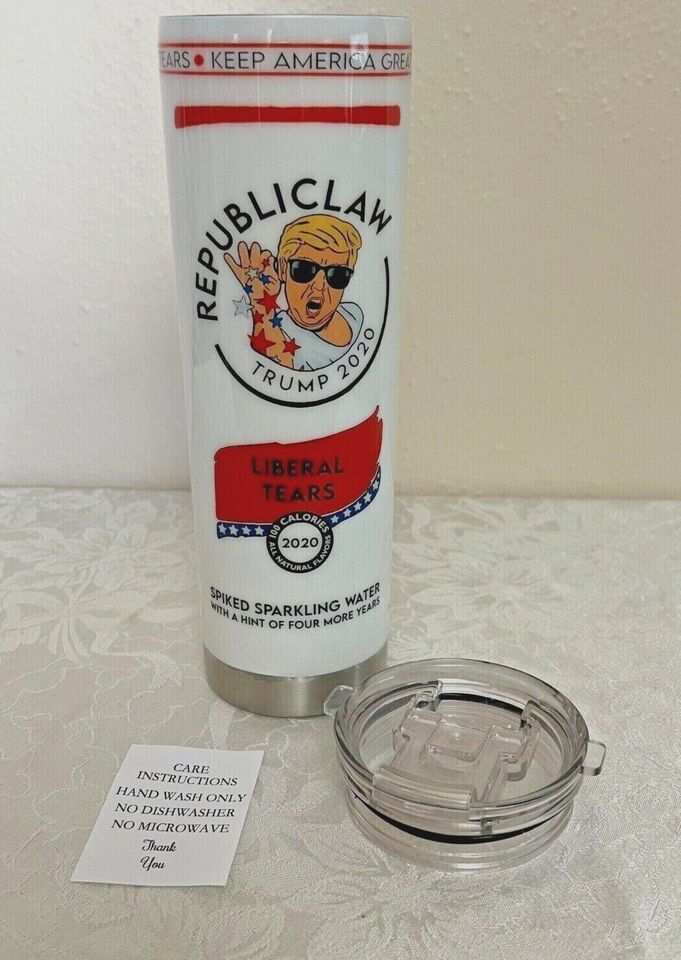 EARS • KEEP AMERICA GREA
REPUBLICLAW
TRUMP 2020
LIBERAL
TEARS
100 CALORIES
2020
ALL NATURAL FLAVORS
SPIKED SPARKLING WATER
WITH A HINT OF FOUR MORE YEARS
CARE
INSTRUCTIONS
HAND WASH ONLY
NO DISHWASHER
NO MICROWAVE
Thank
You